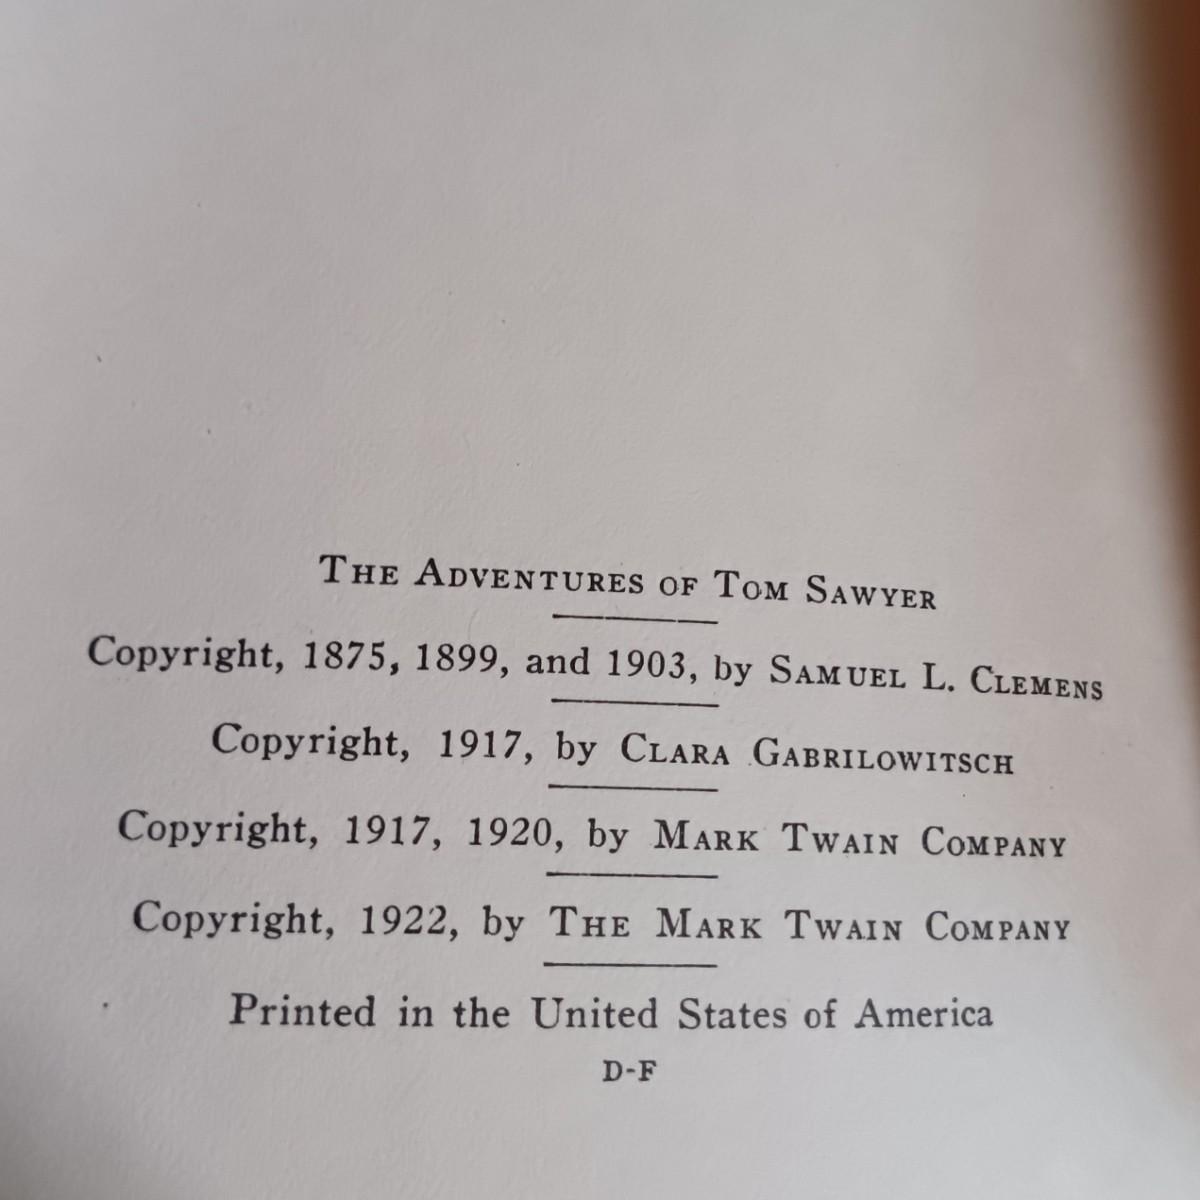 THE ADVENTURES OF TOM SAWYER
Copyright, 1875, 1899, and 1903, by SAMUEL L. CLEMENS
Copyright, 1917, by CLARA GABRILOWITSCH
Copyright, 1917, 1920, by MARK TWAIN COMPANY
Copyright, 1922, by THE MARK TWAIN COMPANY
Printed in the United States of America
D-F